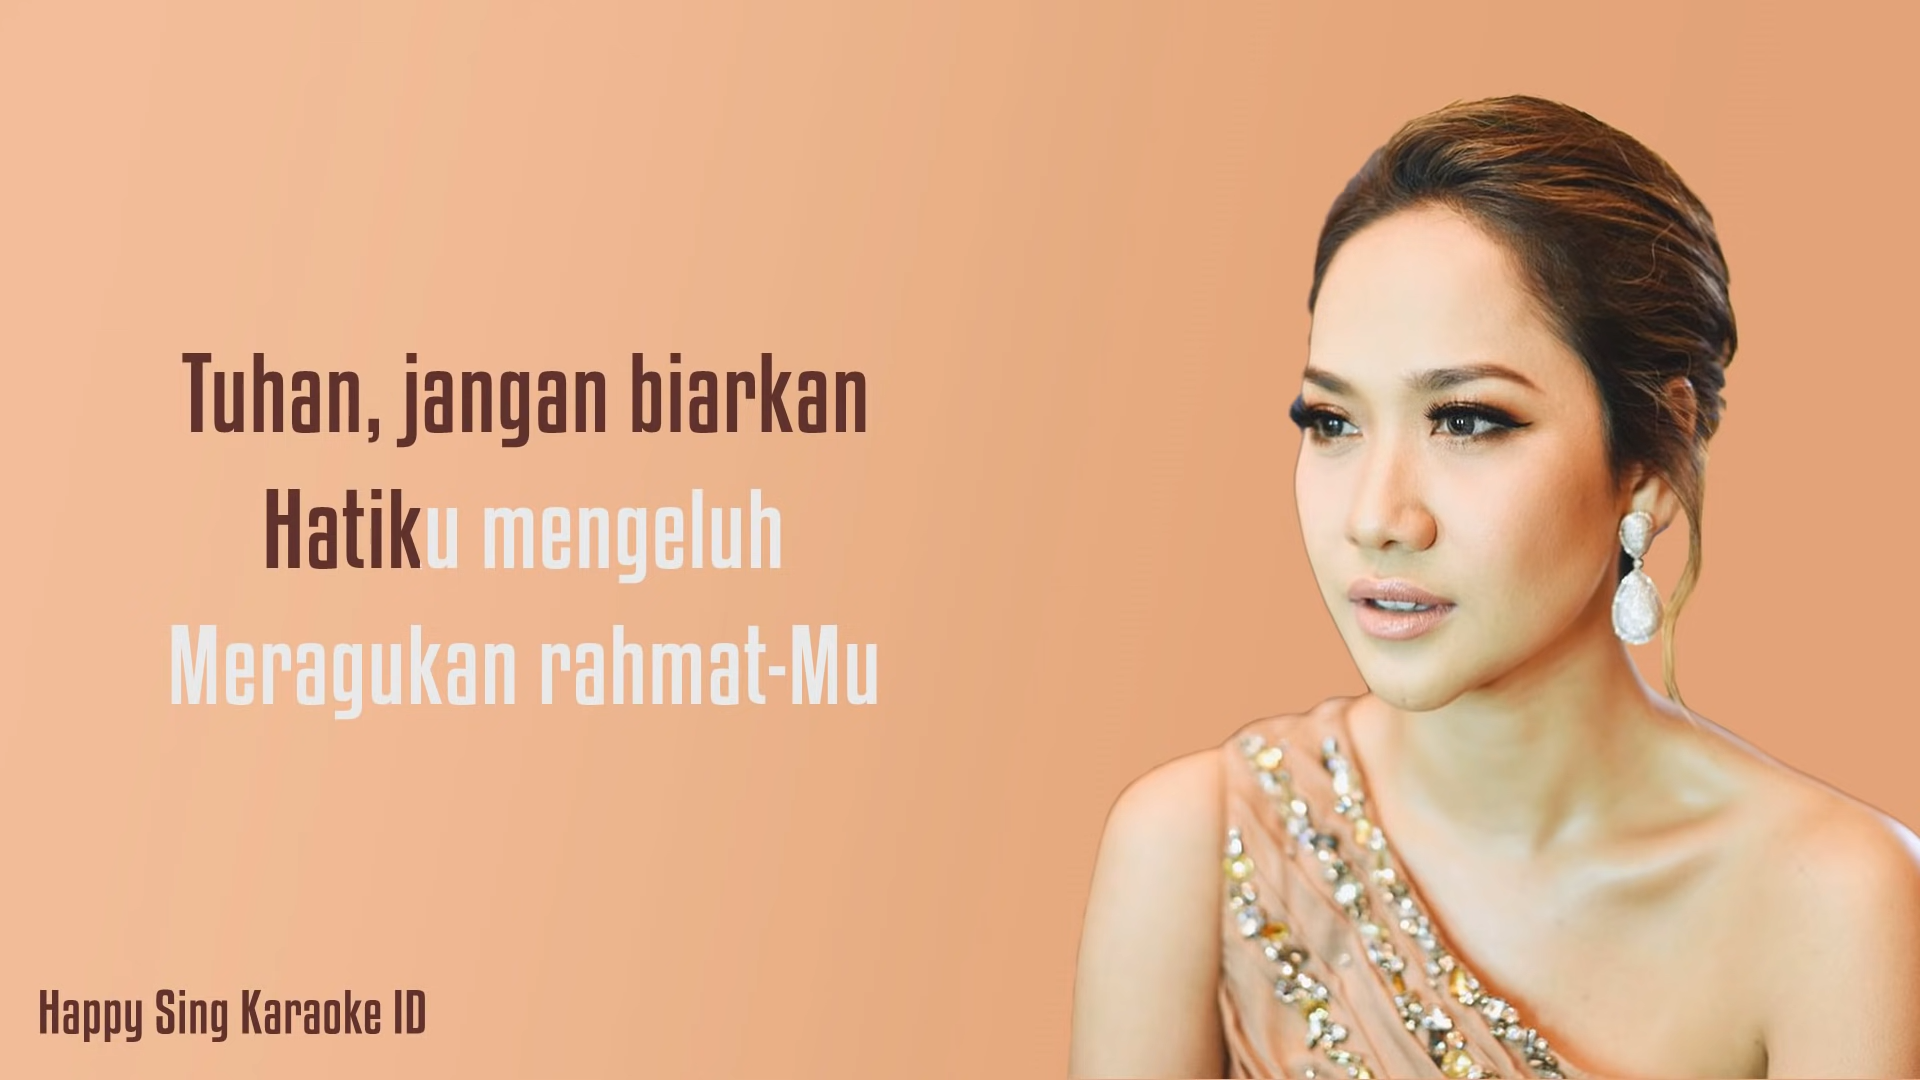 Tuhan, jangan biarkan
Hatiku mengeluh
Meragukan rahmat-Mu
Happy Sing Karaoke ID